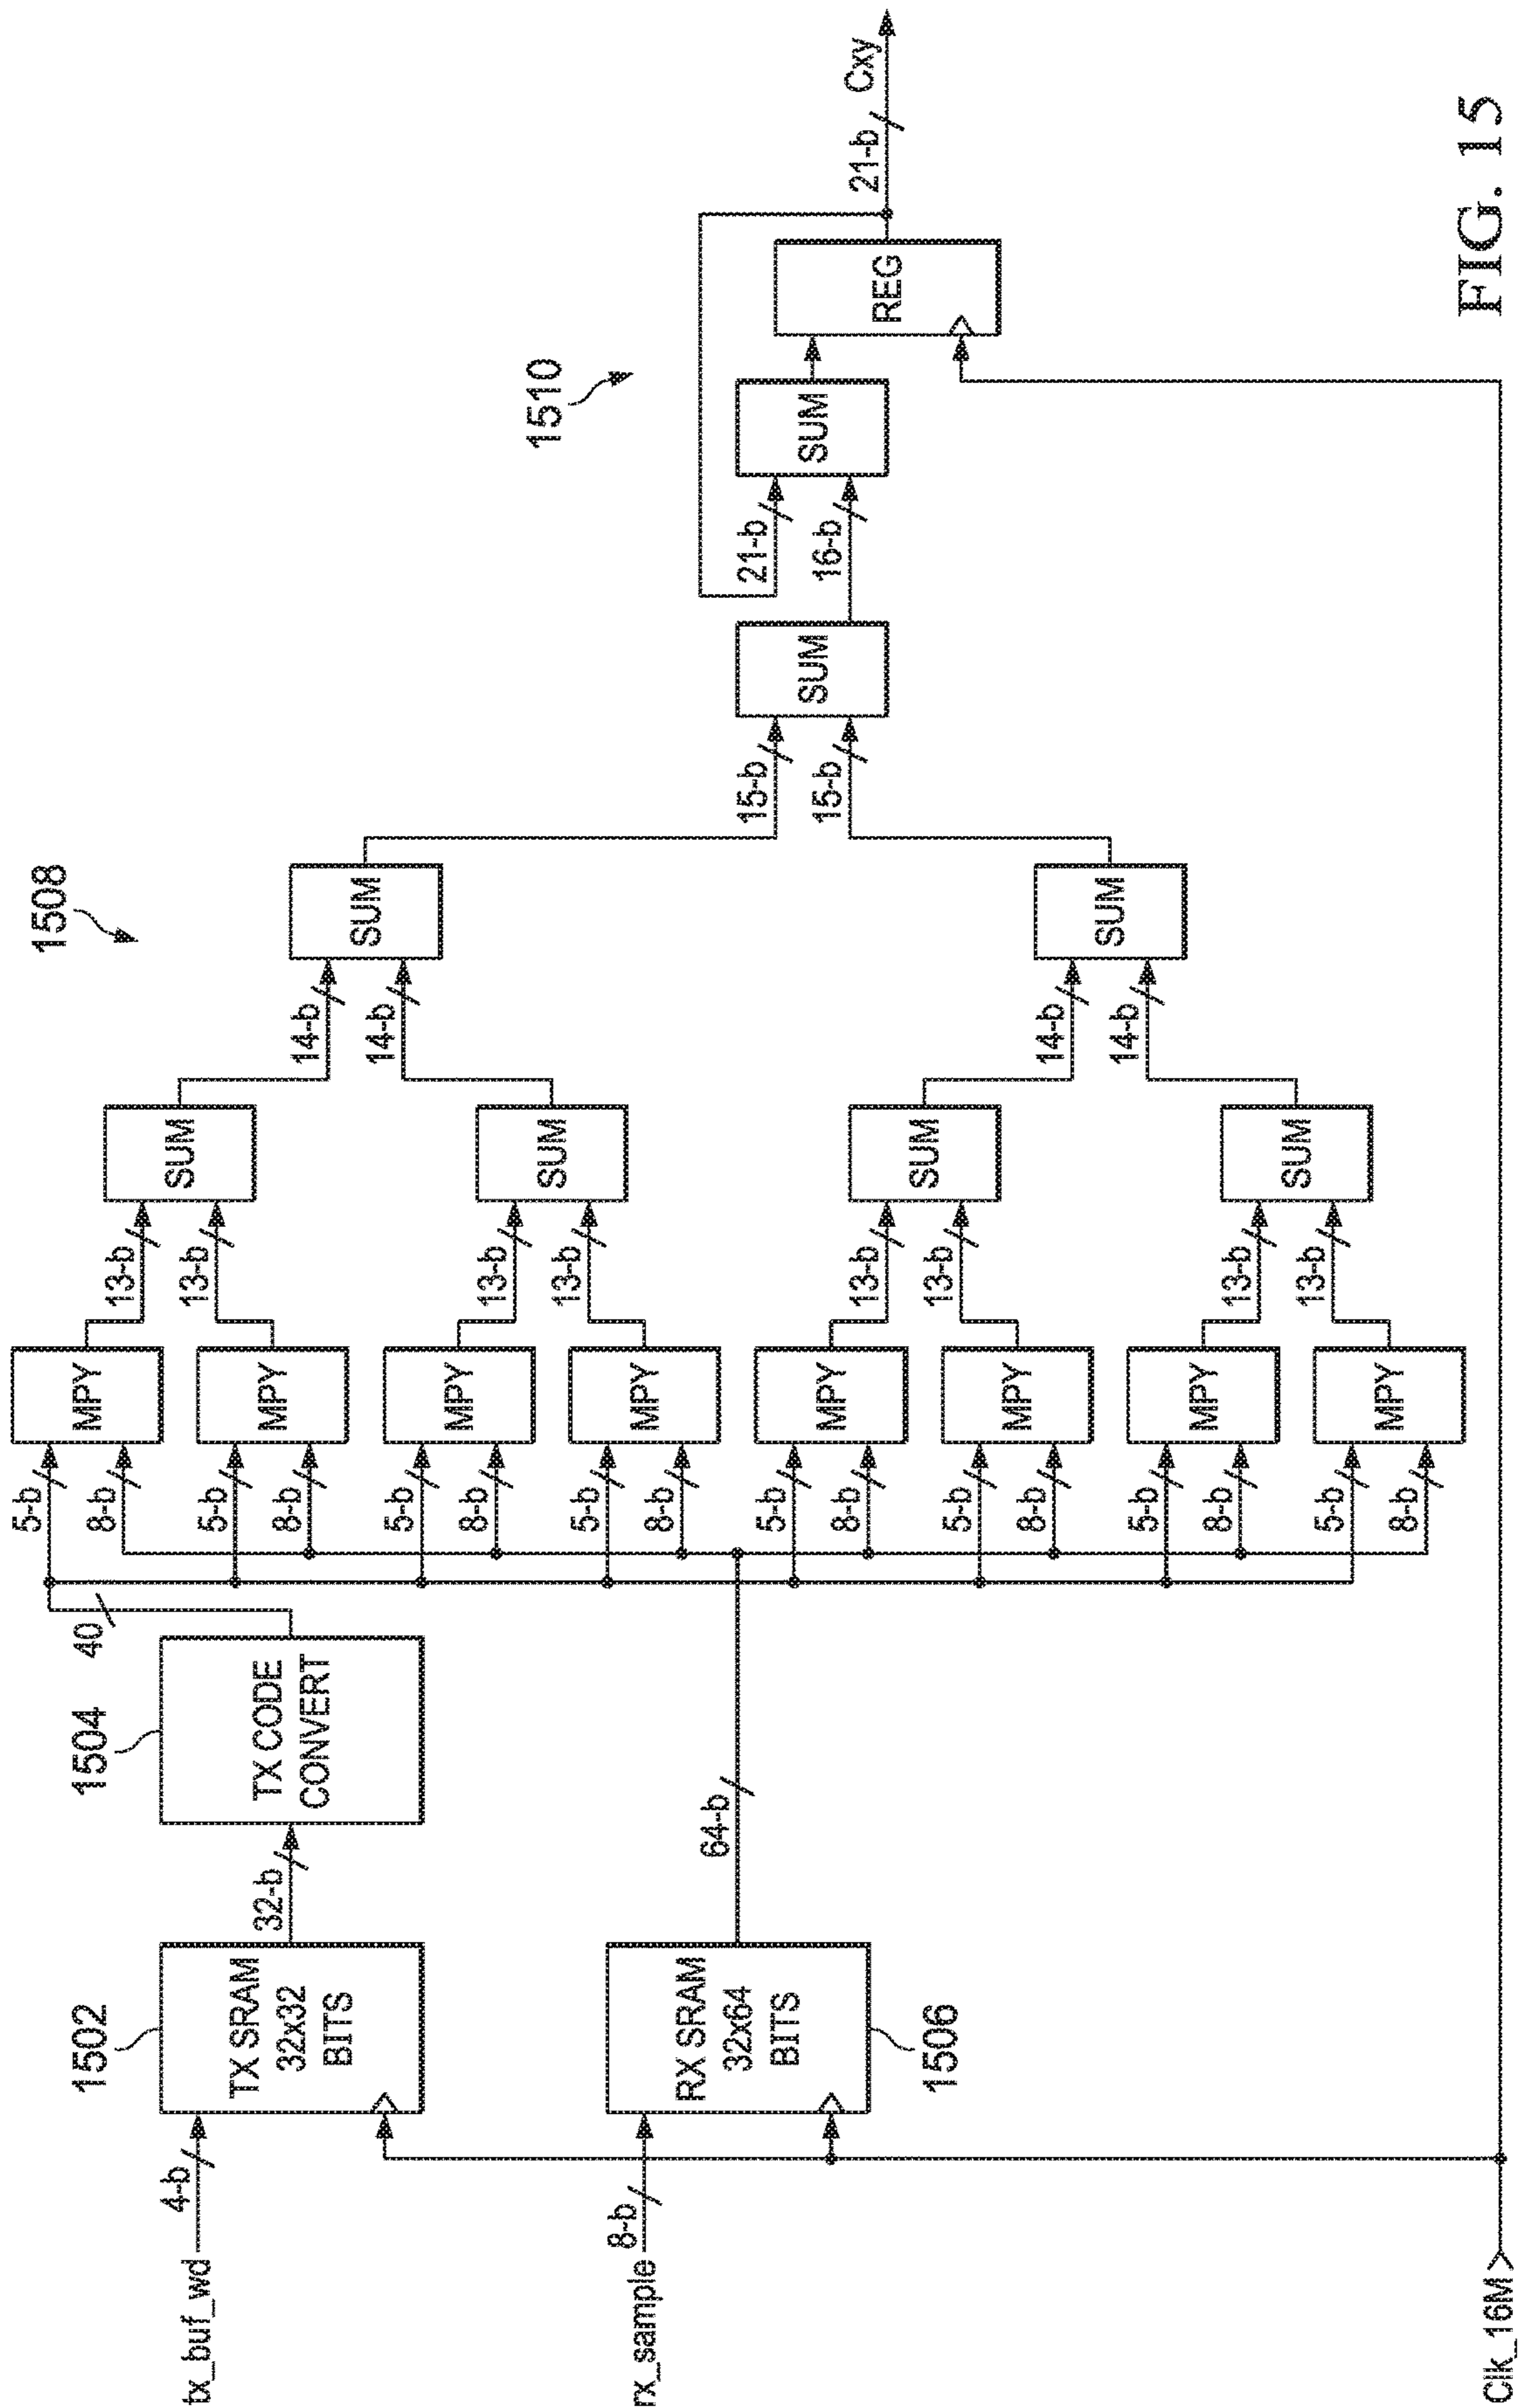 tx_buf_wd
4-b
1502
TX SRAM
32x32
BITS
32-b
1504
TX CODE
CONVERT
40
rx_sample
8-b
RX SRAM
32x64
BITS
1506
64-b
Clk_16M
5-b
8-b
MPY
5-b
8-b
MPY
5-b
8-b
MPY
5-b
8-b
MPY
5-b
8-b
MPY
5-b
8-b
MPY
5-b
8-b
MPY
5-b
8-b
MPY
13-b
13-b
SUM
13-b
13-b
SUM
13-b
13-b
SUM
13-b
13-b
SUM
1508
14-b
14-b
SUM
14-b
14-b
SUM
15-b
15-b
SUM
1510
21-b
16-b
SUM
REG
21-b
Cxy
FIG. 15